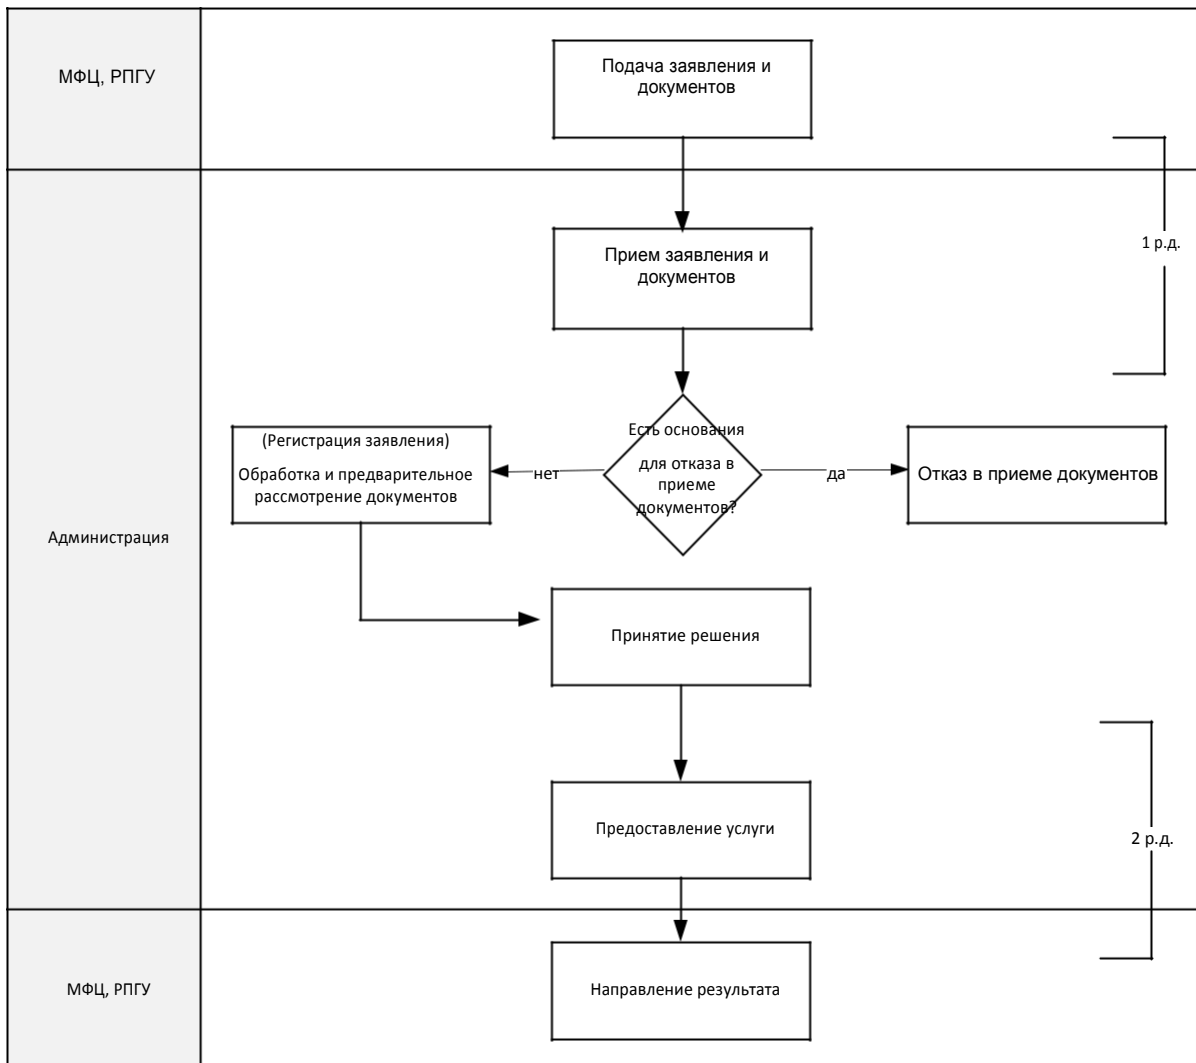 МФЦ, РПГУ
Подача заявления и
документов
1 р.д.
Прием заявления и
документов
(Регистрация заявления)
Обработка и предварительное
рассмотрение документов
нет
Есть основания
для отказа в
приеме
документов?
да
Отказ в приеме документов
Администрация
Принятие решения
Предоставление услуги
2 р.д.
МФЦ, РПГУ
Направление результата